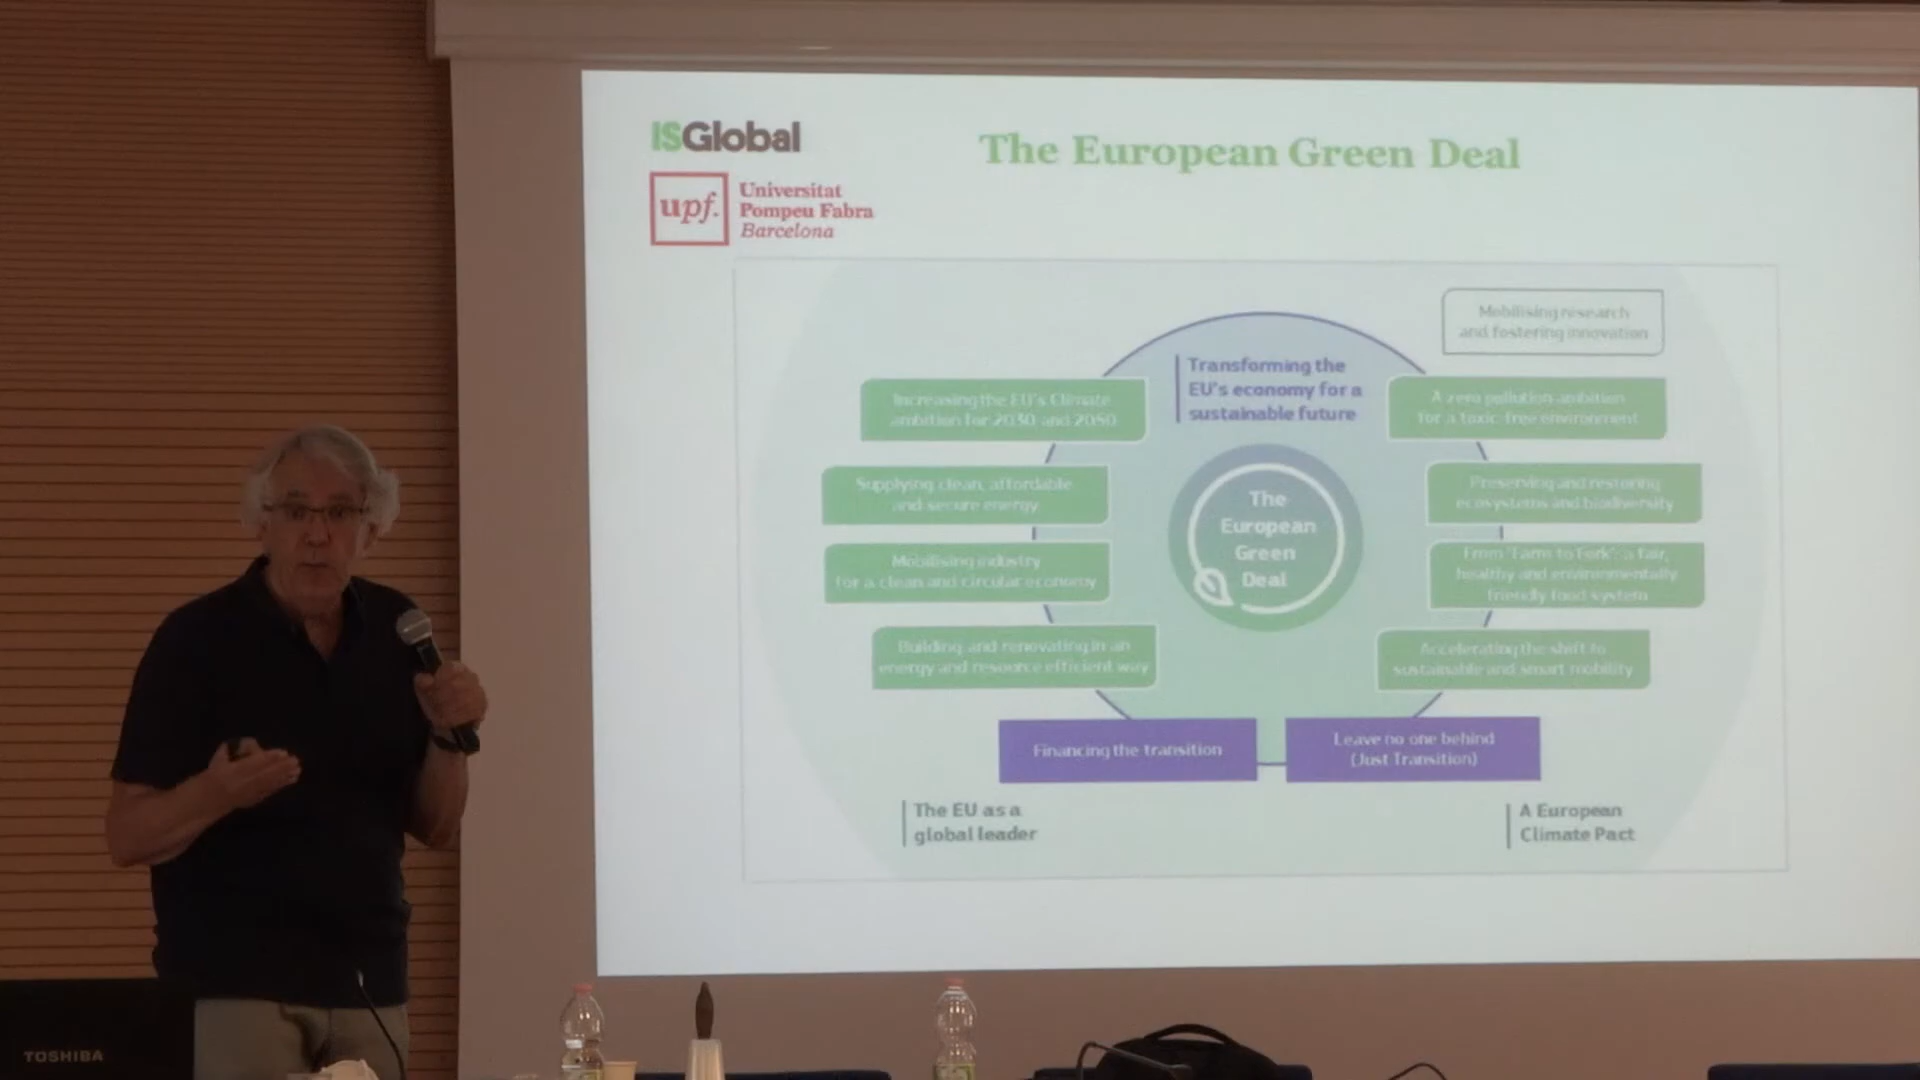 ISGlobal
The European Green Deal
upf.
Universitat
Pompeu Fabra
Barcelona
Mobilising research
and fostering innovation
Transforming the
EU's economy for a
sustainable future
Increasing the EU's Climate
ambition for 2030 and 2050
A zero pollution ambition
for a toxic-free environment
Supplying clean, affordable
and secure energy
Preserving and restoring
ecosystems and biodiversity
The
European
Green
Deal
Mobilising industry
for a clean and circular economy
From 'Farm to Fork': a fair,
healthy and environmentally
friendly food system
Building and renovating in an
energy and resource efficient way
Accelerating the shift to
sustainable and smart mobility
Financing the transition
Leave no one behind
(Just Transition)
The EU as a
global leader
A European
Climate Pact
TOSHIBA